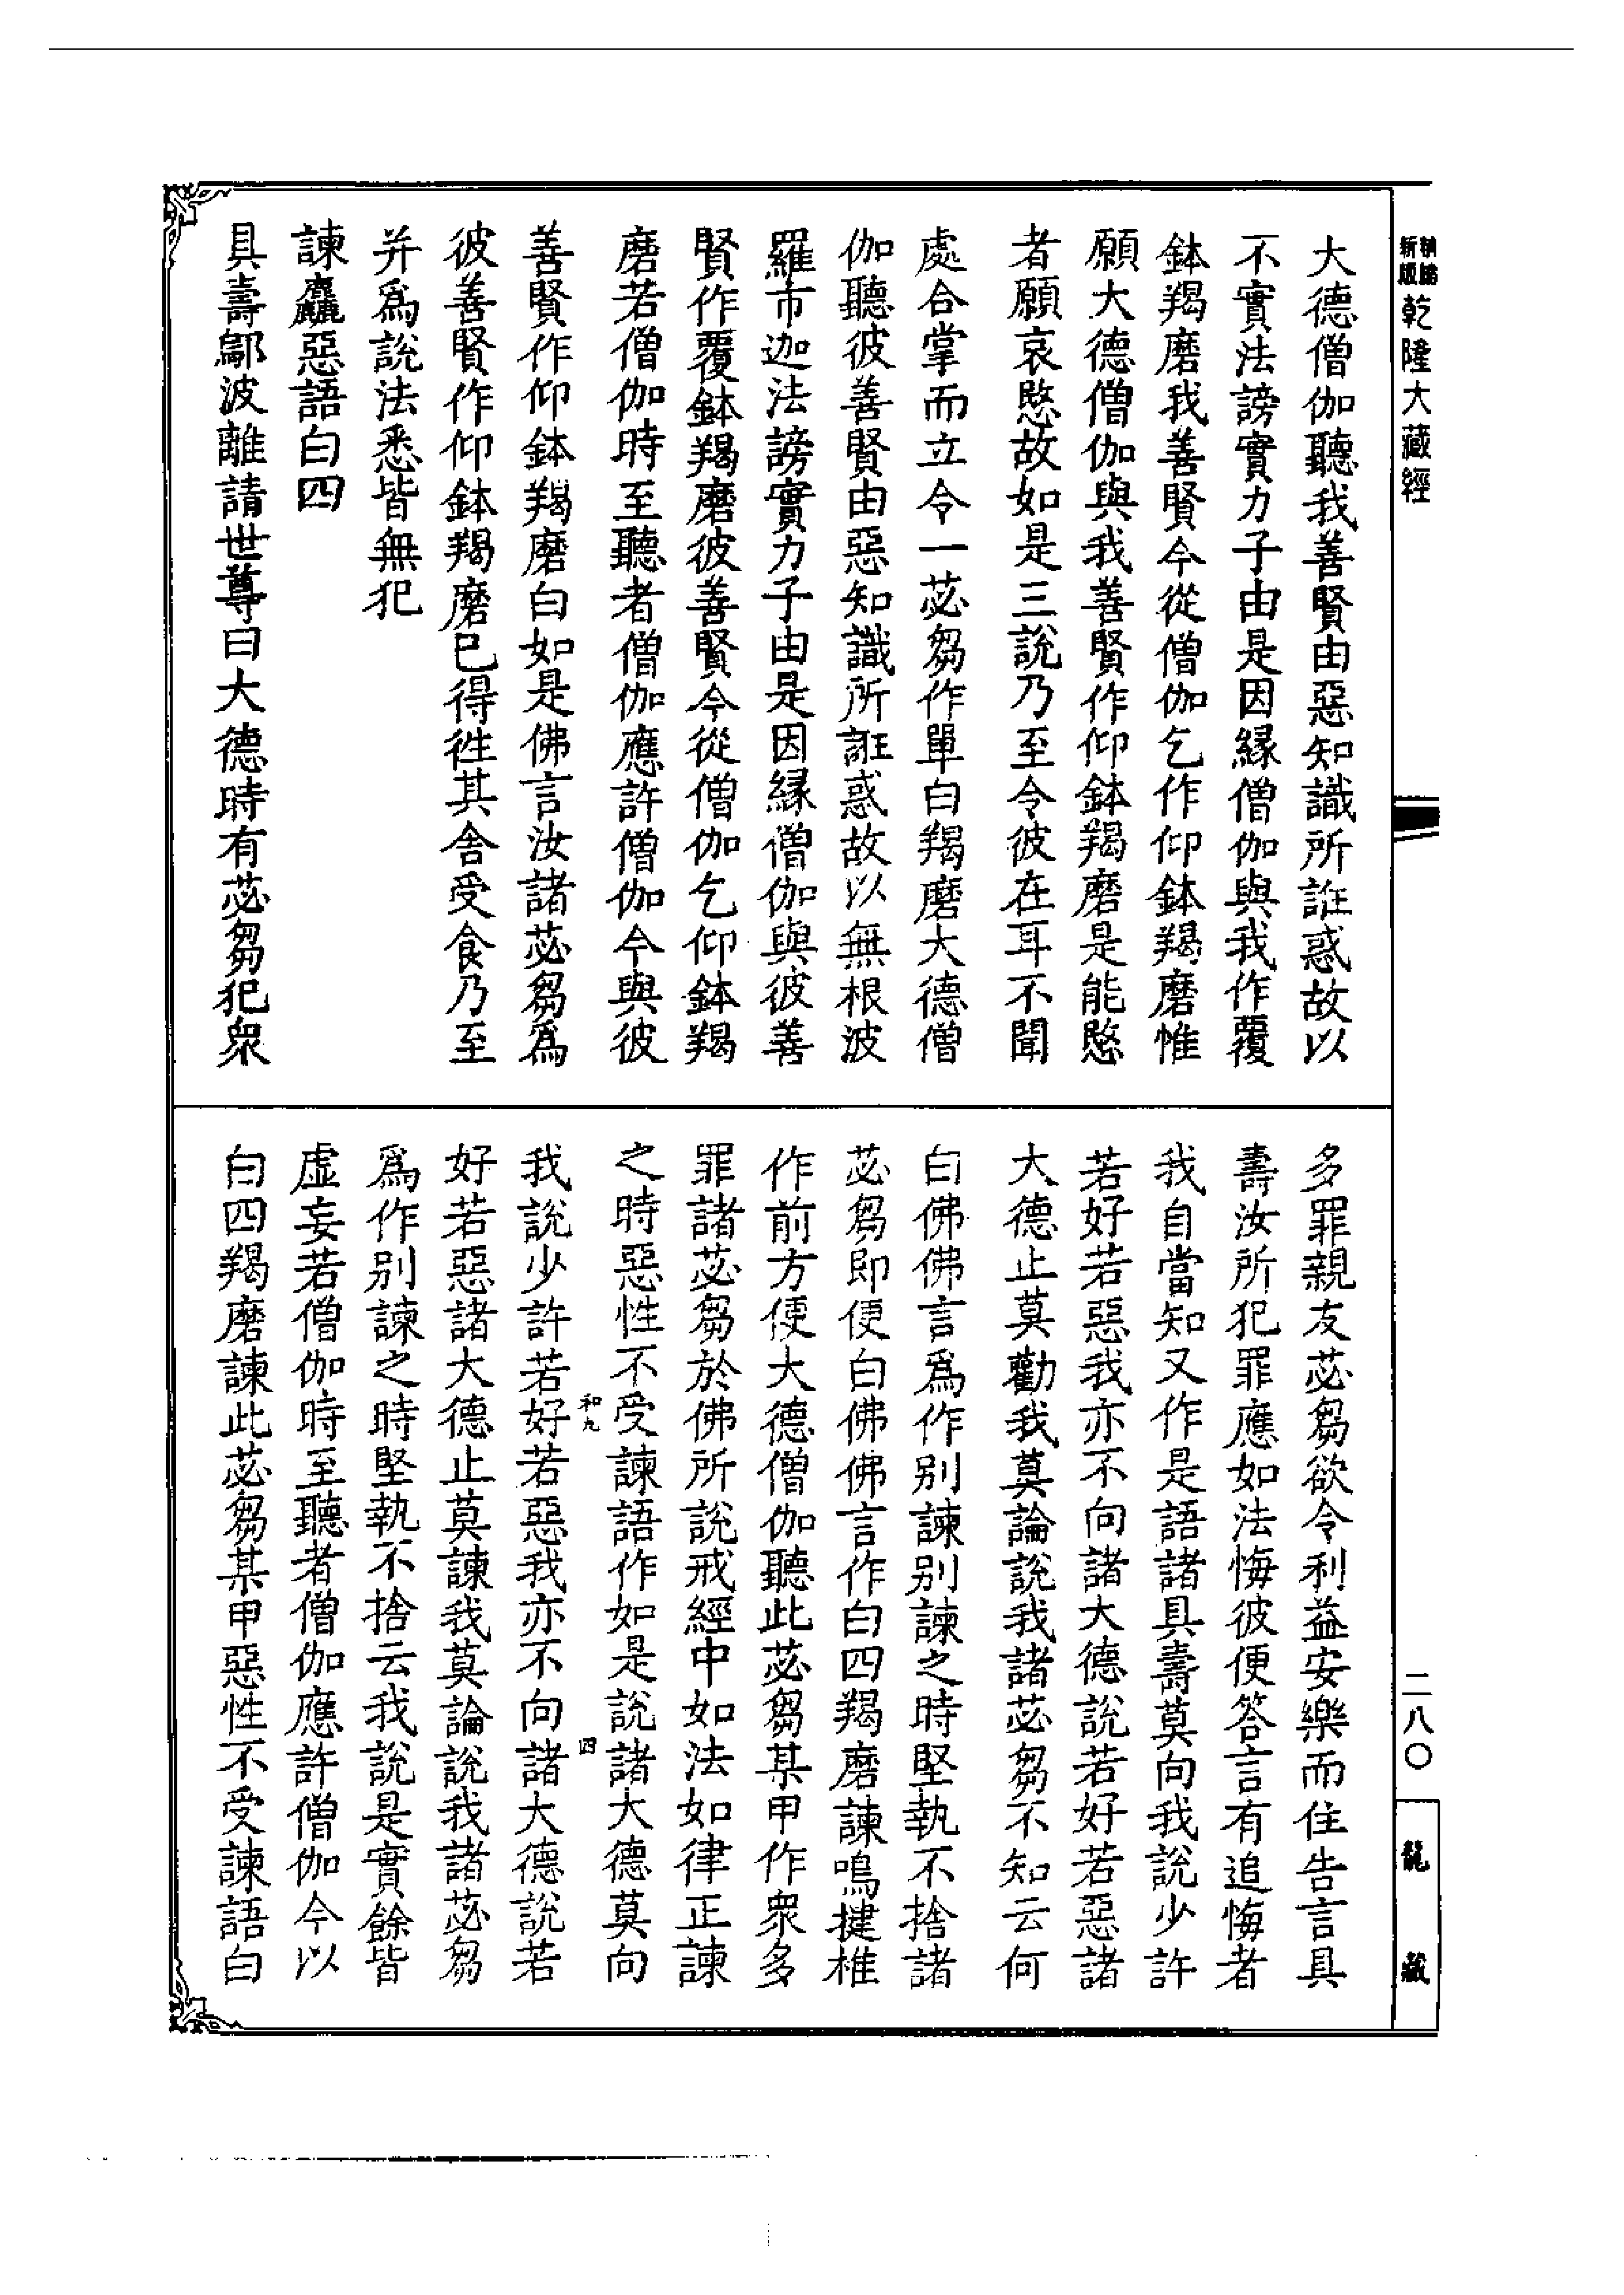 乾隆大藏經
大德僧伽聽我善賢由惡知識所誑惑故以
不實法謗實力子由是因緣僧伽與我作覆
鉢羯磨我善賢今從僧伽乞作仰鉢羯磨惟
願大德僧伽與我善賢作仰鉢羯磨是能愍
者願哀愍故如是三說乃至令彼在耳不聞
處合掌而立令一苾芻作單白羯磨大德僧
伽聽彼善賢由惡知識所誑惑故以無根波
羅市迦法謗實力子由是因緣僧伽與彼善
賢作覆鉢羯磨彼善賢今從僧伽乞仰鉢羯
磨若僧伽時至聽者僧伽應許僧伽今與彼
善賢作仰鉢羯磨白如是佛言汝諸苾芻爲
彼善賢作仰鉢羯磨已得徃其舍受食乃至
并爲說法悉皆無犯
諫麤惡語白四
具壽鄔波離請世尊曰大德時有苾芻犯衆
多罪親友苾芻欲令利益安樂而住告言具
壽汝所犯罪應如法悔彼便答言有追悔者
我自當知又作是語諸具壽莫向我說少許
若好若惡我亦不向諸大德說若好若惡諸
大德止莫勸我莫論說我諸苾芻不知云何
白佛佛言爲作别諫别諫之時堅執不捨諸
苾芻即便白佛佛言作白四羯磨諫鳴揵椎
作前方便大德僧伽聽此苾芻某甲作衆多
罪諸苾芻於佛所說戒經中如法如律正諫
之時惡性不受諫語作如是說諸大德莫向
和九
四
我說少許若好若惡我亦不向諸大德說若
好若惡諸大德止莫諫我莫論說我諸苾芻
爲作别諫之時堅執不捨云我說是實餘皆
虛妄若僧伽時至聽者僧伽應許僧伽今以
白四羯磨諫此苾芻某甲惡性不受諫語白
二八〇
龍藏